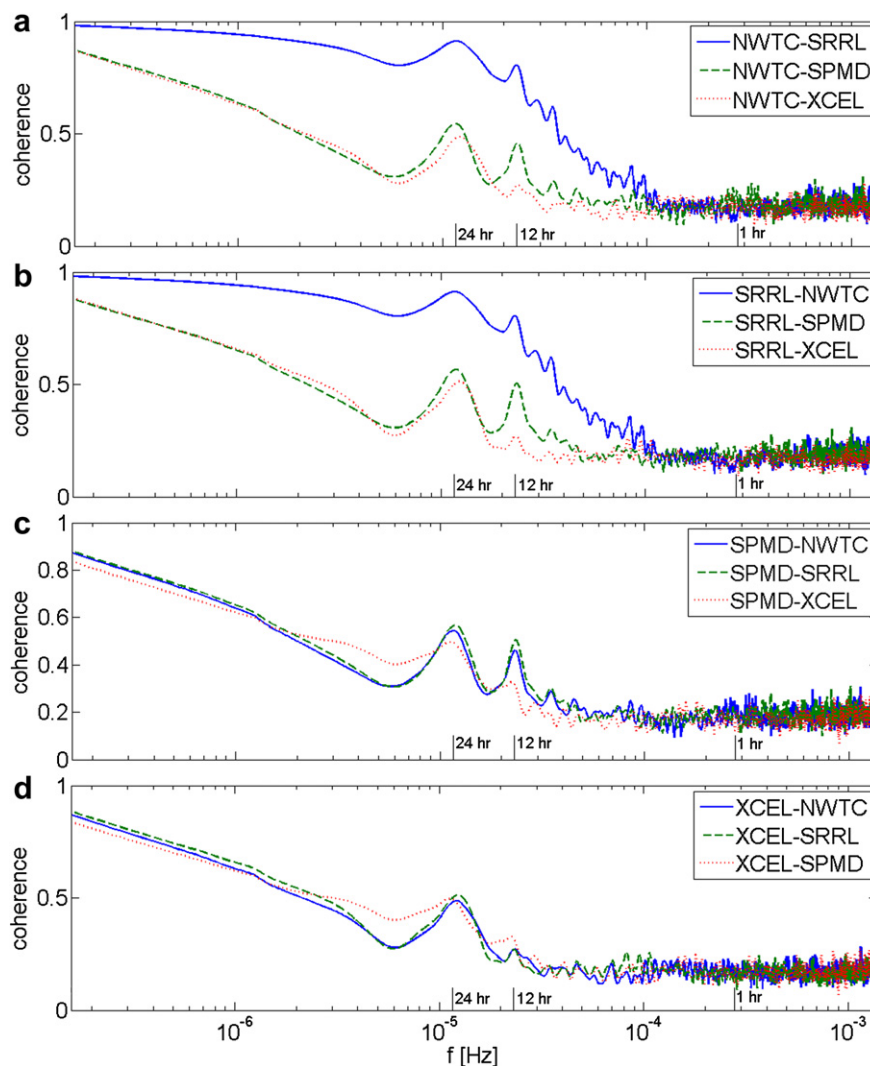 a
1
0.5
0
coherence
NWTC-SRRL
NWTC-SPMD
NWTC-XCEL
24 hr
12 hr
1 hr
b
1
0.5
0
coherence
SRRL-NWTC
SRRL-SPMD
SRRL-XCEL
24 hr
12 hr
1 hr
c
1
0.8
0.6
0.4
0.2
0
coherence
SPMD-NWTC
SPMD-SRRL
SPMD-XCEL
24 hr
12 hr
1 hr
d
1
0.5
0
coherence
XCEL-NWTC
XCEL-SRRL
XCEL-SPMD
24 hr
12 hr
1 hr
10⁻⁶ 10⁻⁵ 10⁻⁴ 10⁻³
f [Hz]